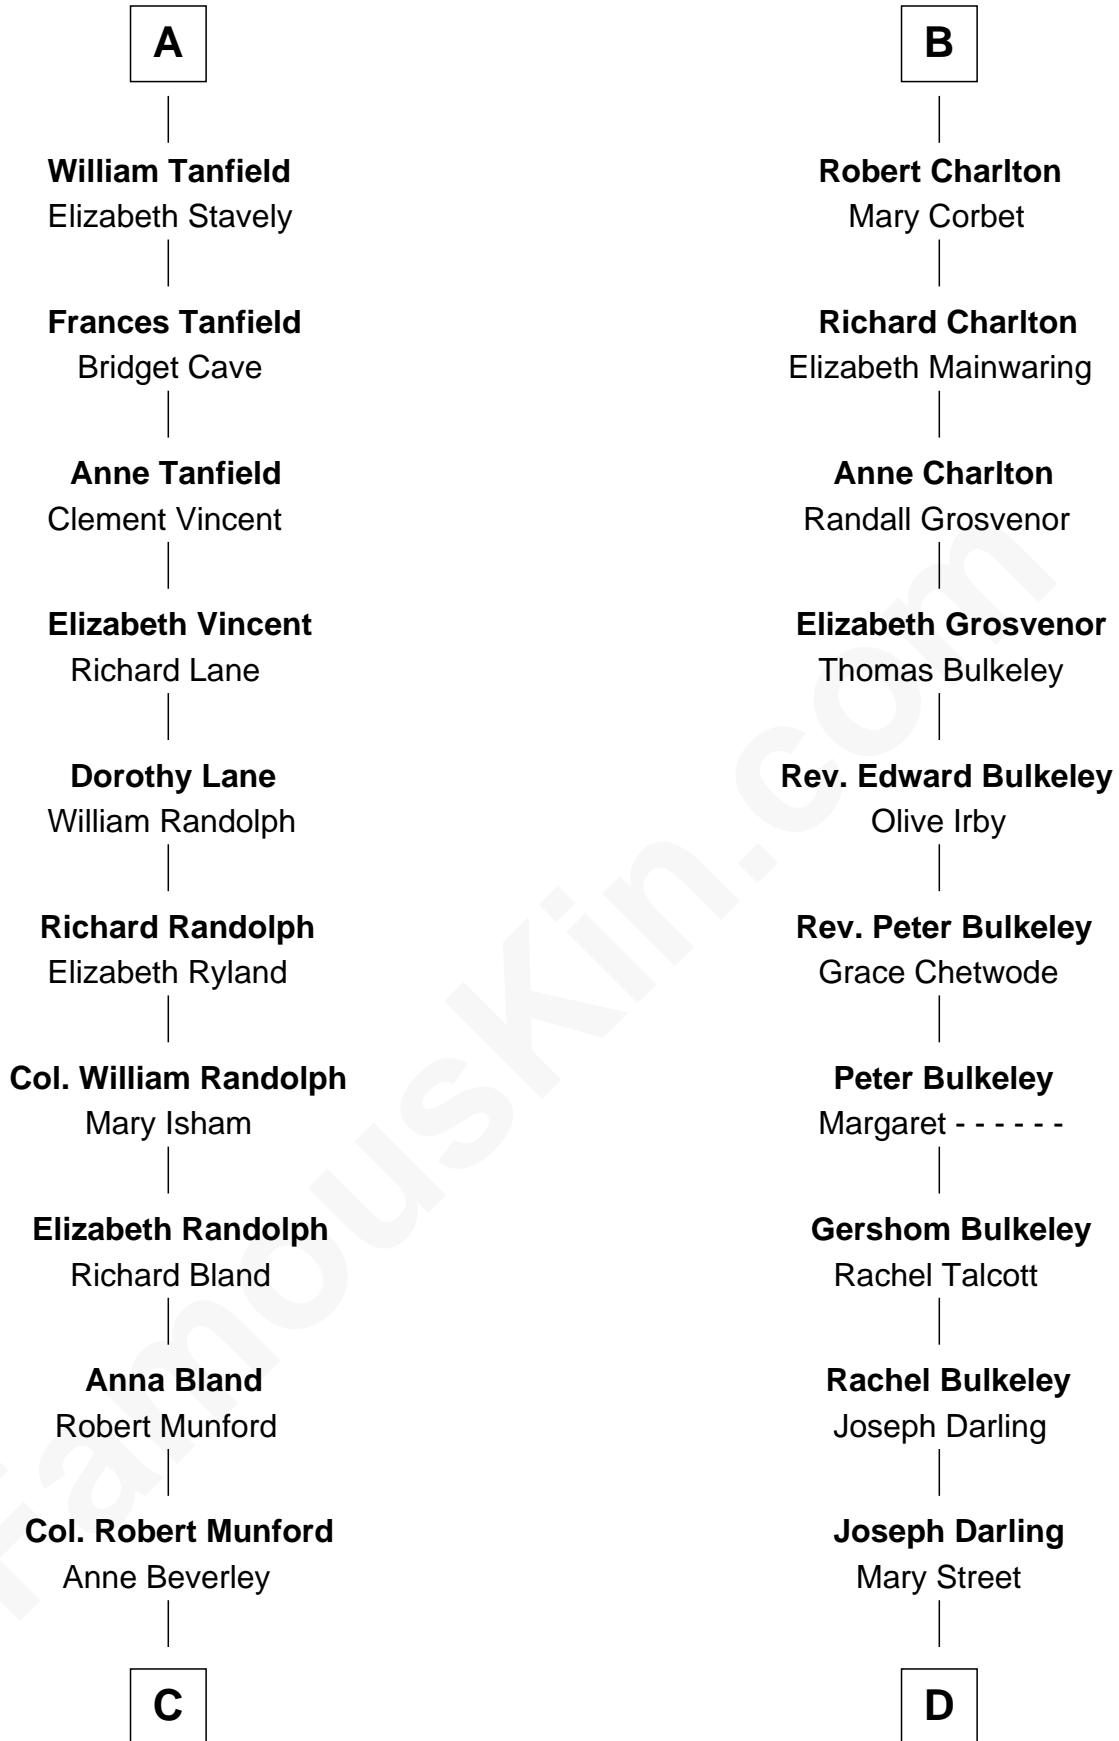 A
William Tanfield
Elizabeth Stavely
Frances Tanfield
Bridget Cave
Anne Tanfield
Clement Vincent
Elizabeth Vincent
Richard Lane
Dorothy Lane
William Randolph
Richard Randolph
Elizabeth Ryland
Col. William Randolph
Mary Isham
Elizabeth Randolph
Richard Bland
Anna Bland
Robert Munford
Col. Robert Munford
Anne Beverley
C
B
Robert Charlton
Mary Corbet
Richard Charlton
Elizabeth Mainwaring
Anne Charlton
Randall Grosvenor
Elizabeth Grosvenor
Thomas Bulkeley
Rev. Edward Bulkeley
Olive Irby
Rev. Peter Bulkeley
Grace Chetwode
Peter Bulkeley
Margaret - - - - - -
Gershom Bulkeley
Rachel Talcott
Rachel Bulkeley
Joseph Darling
Joseph Darling
Mary Street
D
FamousKin.com